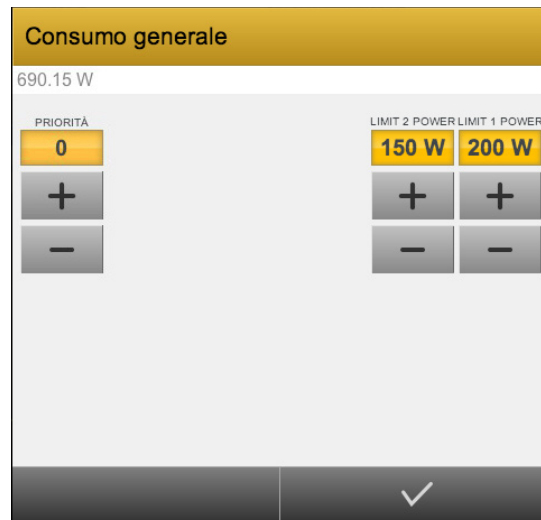 Consumo generale
690.15 W
PRIORITÀ LIMIT 2 POWER LIMIT 1 POWER
0 150 W 200 W
+ + +
− − −